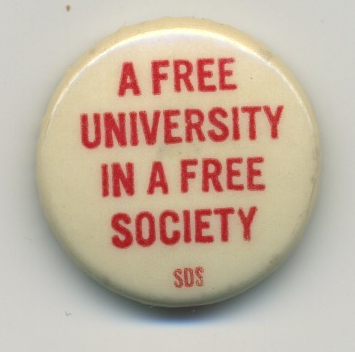 A FREE
UNIVERSITY
IN A FREE
SOCIETY
SDS